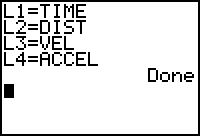 L1=TIME
L2=DIST
L3=VEL
L4=ACCEL
Done